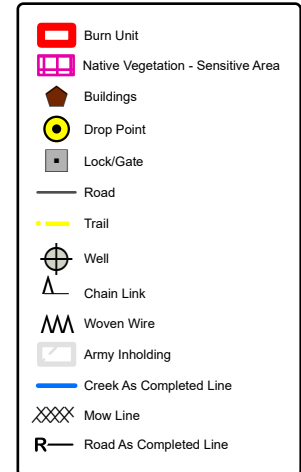 Burn Unit
Native Vegetation - Sensitive Area
Buildings
Drop Point
Lock/Gate
Road
Trail
Well
Chain Link
Woven Wire
Army Inholding
Creek As Completed Line
Mow Line
R Road As Completed Line